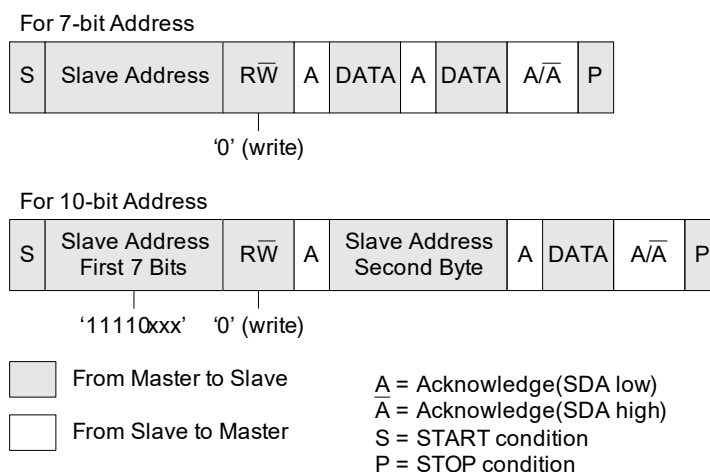 For 7-bit Address
S Slave Address RW̅ A DATA A DATA A/A̅ P
‘0’ (write)
For 10-bit Address
S Slave Address First 7 Bits RW̅ A Slave Address Second Byte A DATA A/A̅ P
‘11110xxx’ ‘0’ (write)
From Master to Slave
From Slave to Master
A = Acknowledge(SDA low)
A̅ = Acknowledge(SDA high)
S = START condition
P = STOP condition